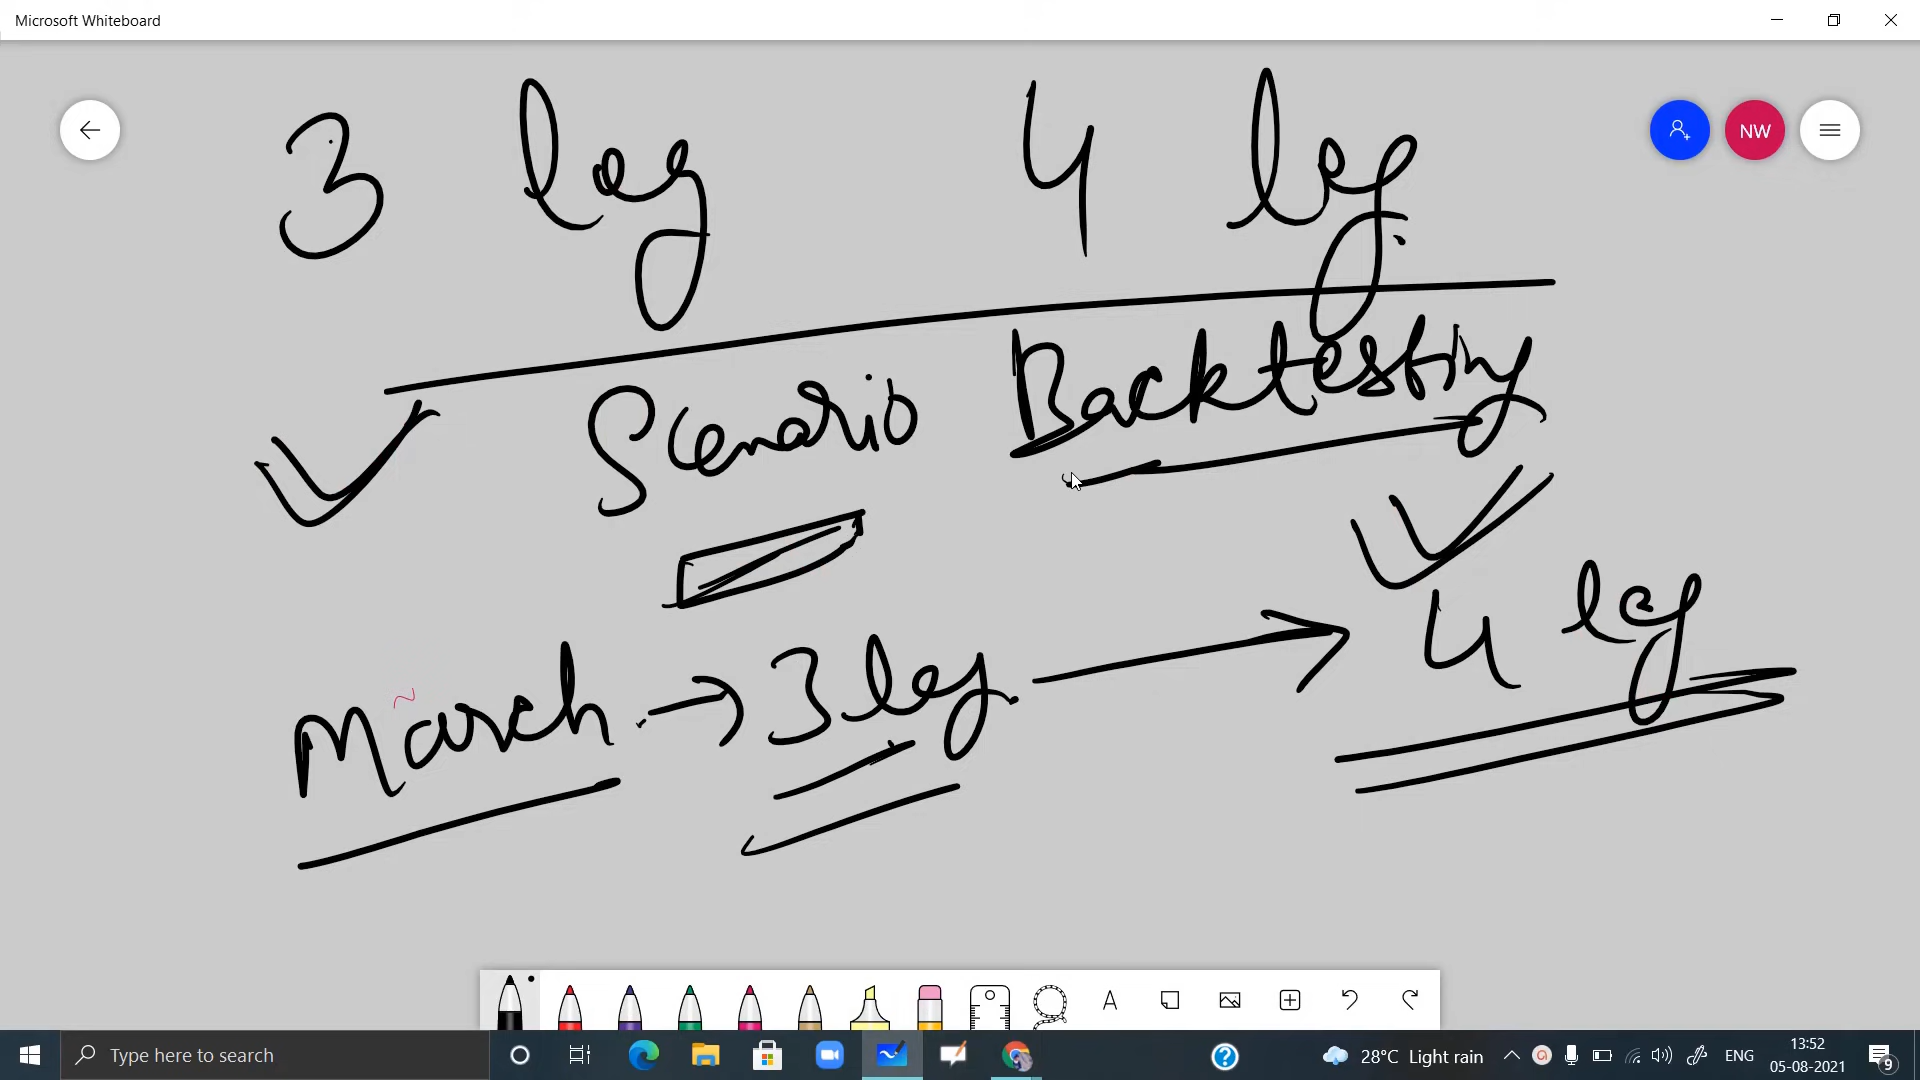 Microsoft Whiteboard
3 leg 4 leg
NW
Scenario Backtesting
March → 3 leg → 4 leg
A
Type here to search
28°C Light rain
ENG
13:52
05-08-2021
9